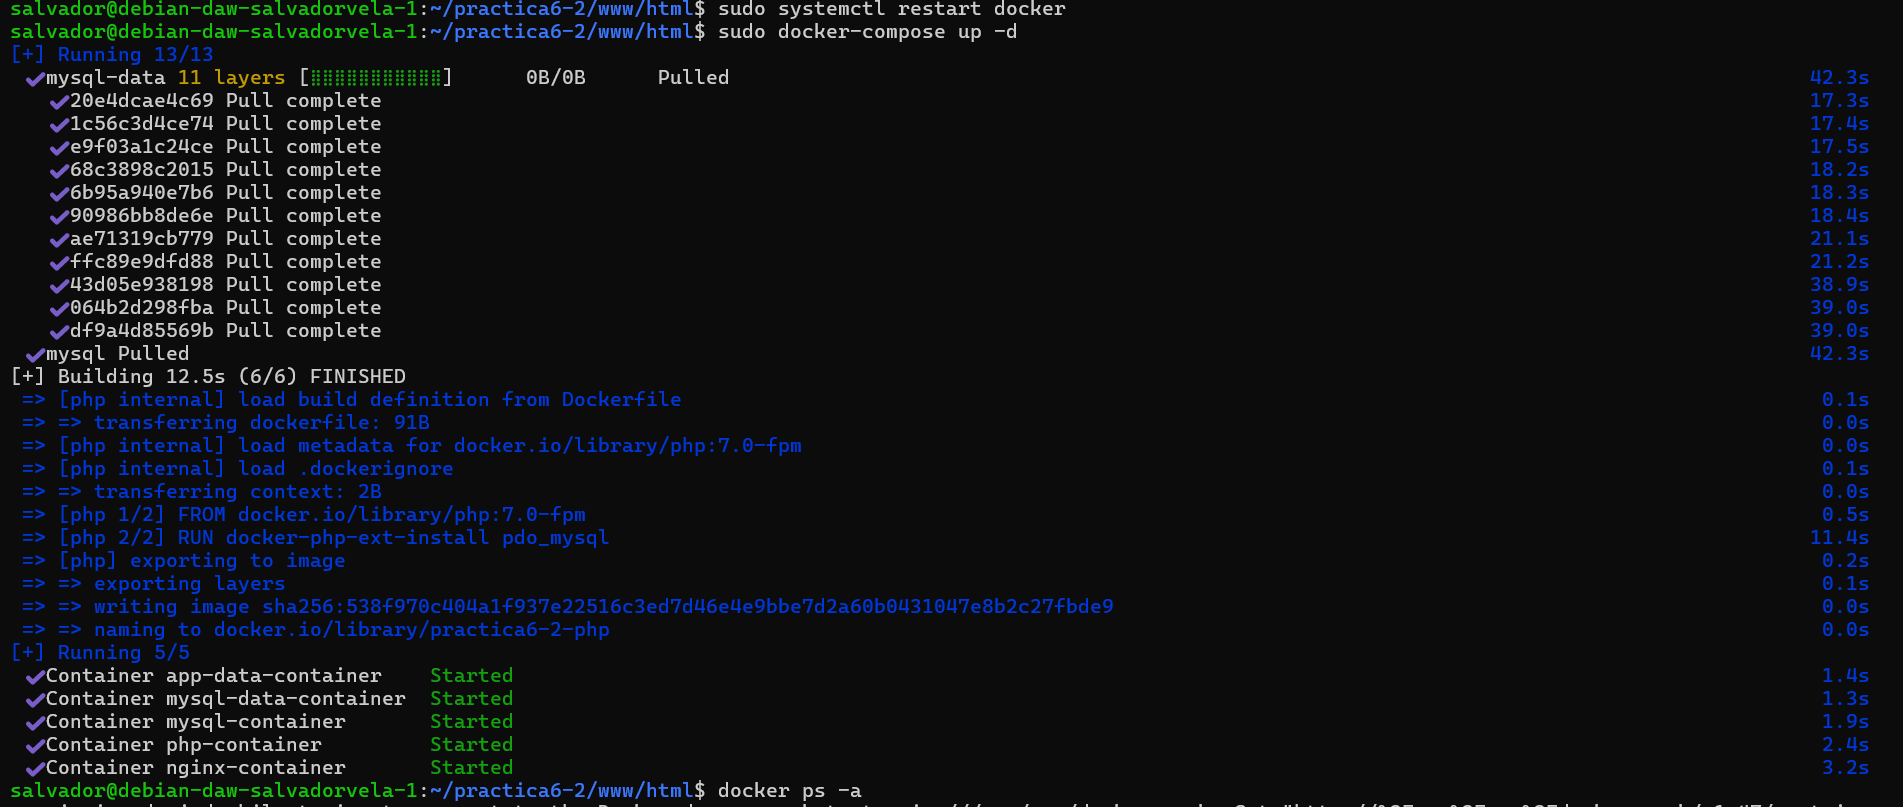 salvador@debian-daw-salvadorvela-1:~/practica6-2/www/html$ sudo systemctl restart docker
salvador@debian-daw-salvadorvela-1:~/practica6-2/www/html$ sudo docker-compose up -d
[+] Running 13/13
✔mysql-data 11 layers [⣿⣿⣿⣿⣿⣿⣿⣿⣿⣿⣿] 0B/0B Pulled 42.3s
✔20e4dcae4c69 Pull complete 17.3s
✔1c56c3d4ce74 Pull complete 17.4s
✔e9f03a1c24ce Pull complete 17.5s
✔68c3898c2015 Pull complete 18.2s
✔6b95a940e7b6 Pull complete 18.3s
✔90986bb8de6e Pull complete 18.4s
✔ae71319cb779 Pull complete 21.1s
✔ffc89e9dfd88 Pull complete 21.2s
✔43d05e938198 Pull complete 38.9s
✔064b2d298fba Pull complete 39.0s
✔df9a4d85569b Pull complete 39.0s
✔mysql Pulled 42.3s
[+] Building 12.5s (6/6) FINISHED
=> [php internal] load build definition from Dockerfile 0.1s
=> => transferring dockerfile: 91B 0.0s
=> [php internal] load metadata for docker.io/library/php:7.0-fpm 0.0s
=> [php internal] load .dockerignore 0.1s
=> => transferring context: 2B 0.0s
=> [php 1/2] FROM docker.io/library/php:7.0-fpm 0.5s
=> [php 2/2] RUN docker-php-ext-install pdo_mysql 11.4s
=> [php] exporting to image 0.2s
=> => exporting layers 0.1s
=> => writing image sha256:538f970c404a1f937e22516c3ed7d46e4e9bbe7d2a60b0431047e8b2c27fbde9 0.0s
=> => naming to docker.io/library/practica6-2-php 0.0s
[+] Running 5/5
✔Container app-data-container Started 1.4s
✔Container mysql-data-container Started 1.3s
✔Container mysql-container Started 1.9s
✔Container php-container Started 2.4s
✔Container nginx-container Started 3.2s
salvador@debian-daw-salvadorvela-1:~/practica6-2/www/html$ docker ps -a